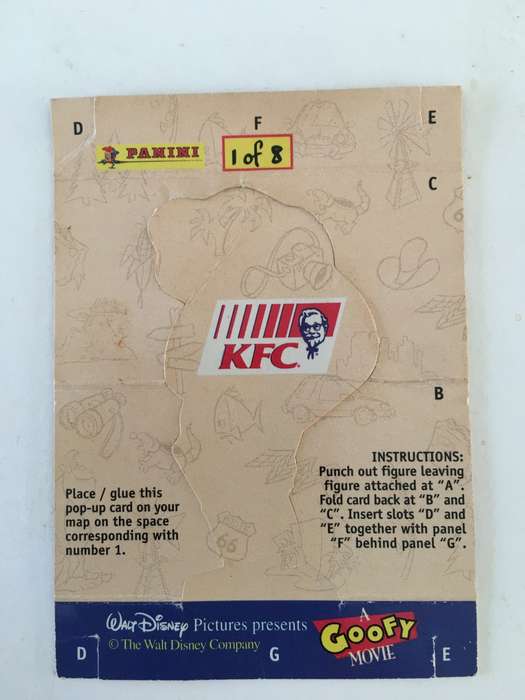 D
F
E
PANINI
1 of 8
C
KFC
B
INSTRUCTIONS:
Punch out figure leaving
figure attached at "A".
Fold card back at "B" and
"C". Insert slots "D" and
"E" together with panel
"F" behind panel "G".
Place / glue this
pop-up card on your
map on the space
corresponding with
number 1.
66
WALT DISNEY Pictures presents
© The Walt Disney Company
A
GOOFY
MOVIE
D
G
E